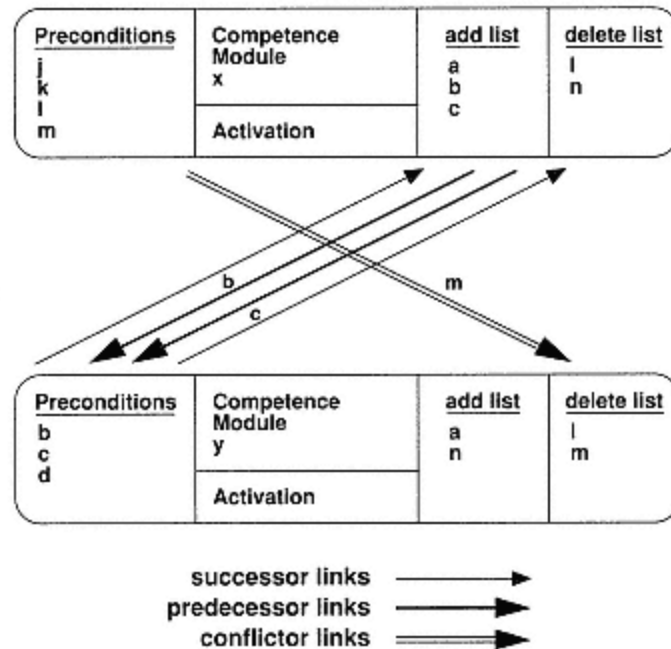 Preconditions
j
k
l
m
Competence
Module
x
Activation
add list
a
b
c
delete list
l
n
b
c
m
Preconditions
b
c
d
Competence
Module
y
Activation
add list
a
n
delete list
l
m
successor links
predecessor links
conflictor links